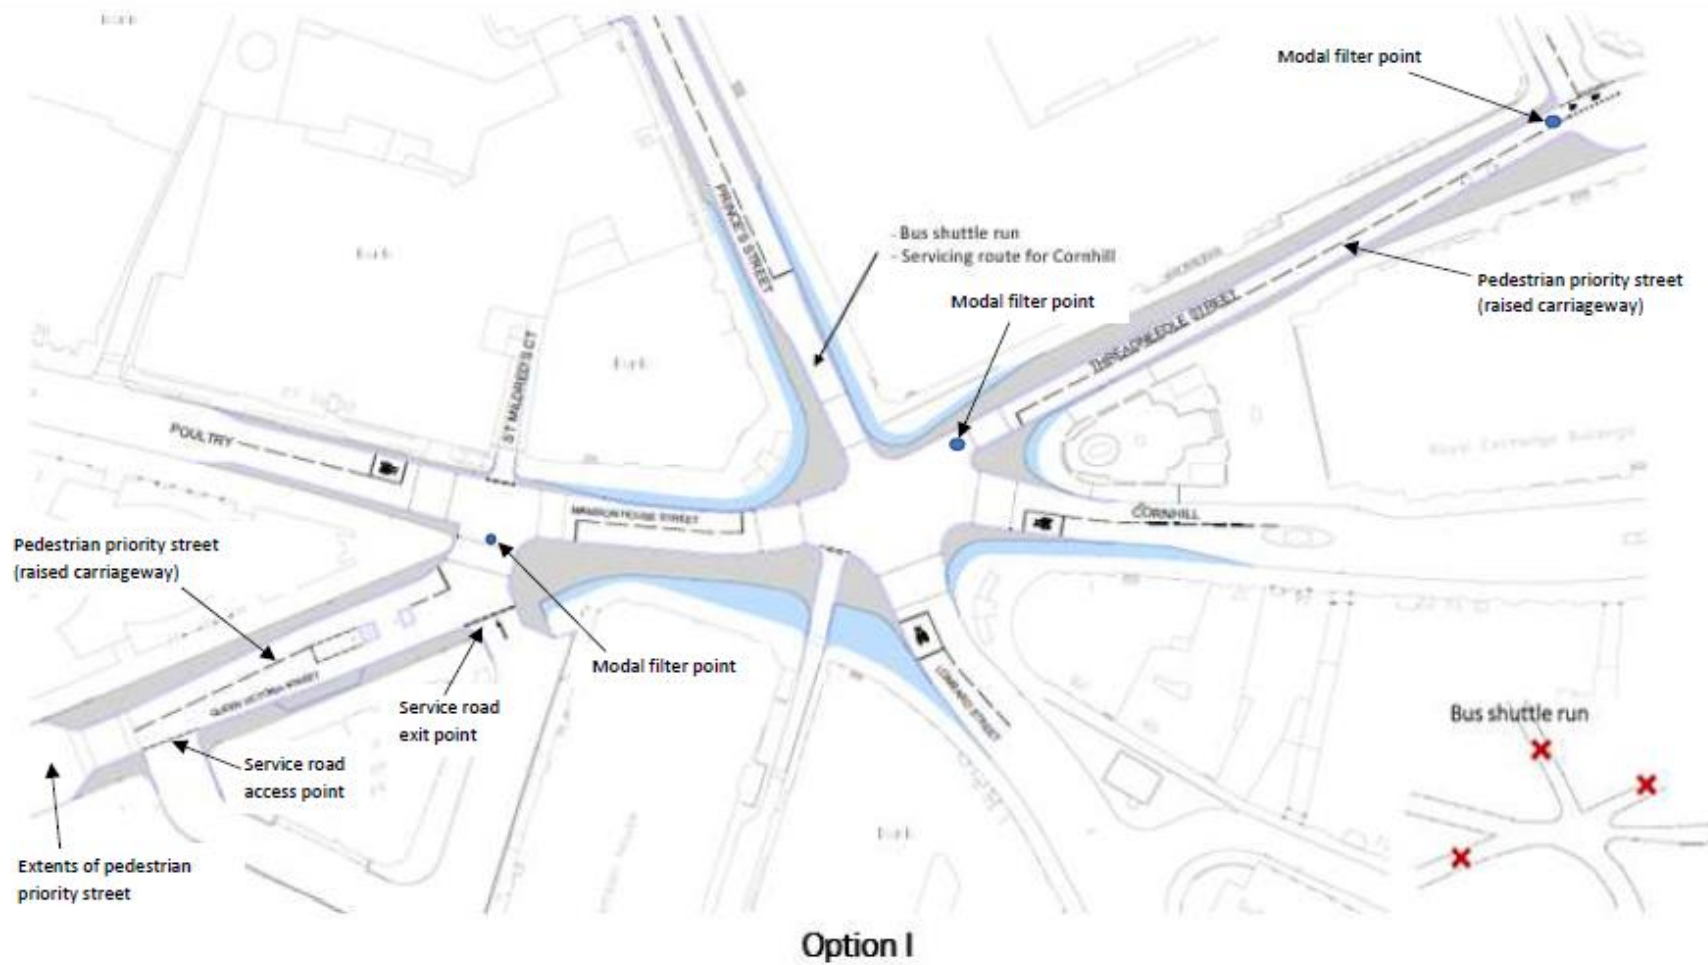 Modal filter point
- Bus shuttle run
- Servicing route for Cornhill
Modal filter point
Pedestrian priority street
(raised carriageway)
PRINCE'S STREET
THREADNEEDLE STREET
ST MILDRED'S CT
POULTRY
MANSION HOUSE STREET
CORNHILL
Pedestrian priority street
(raised carriageway)
Modal filter point
QUEEN VICTORIA STREET
LOMBARD STREET
Service road
exit point
Service road
access point
Extents of pedestrian
priority street
Bus shuttle run
Royal Exchange Buildings
Option I